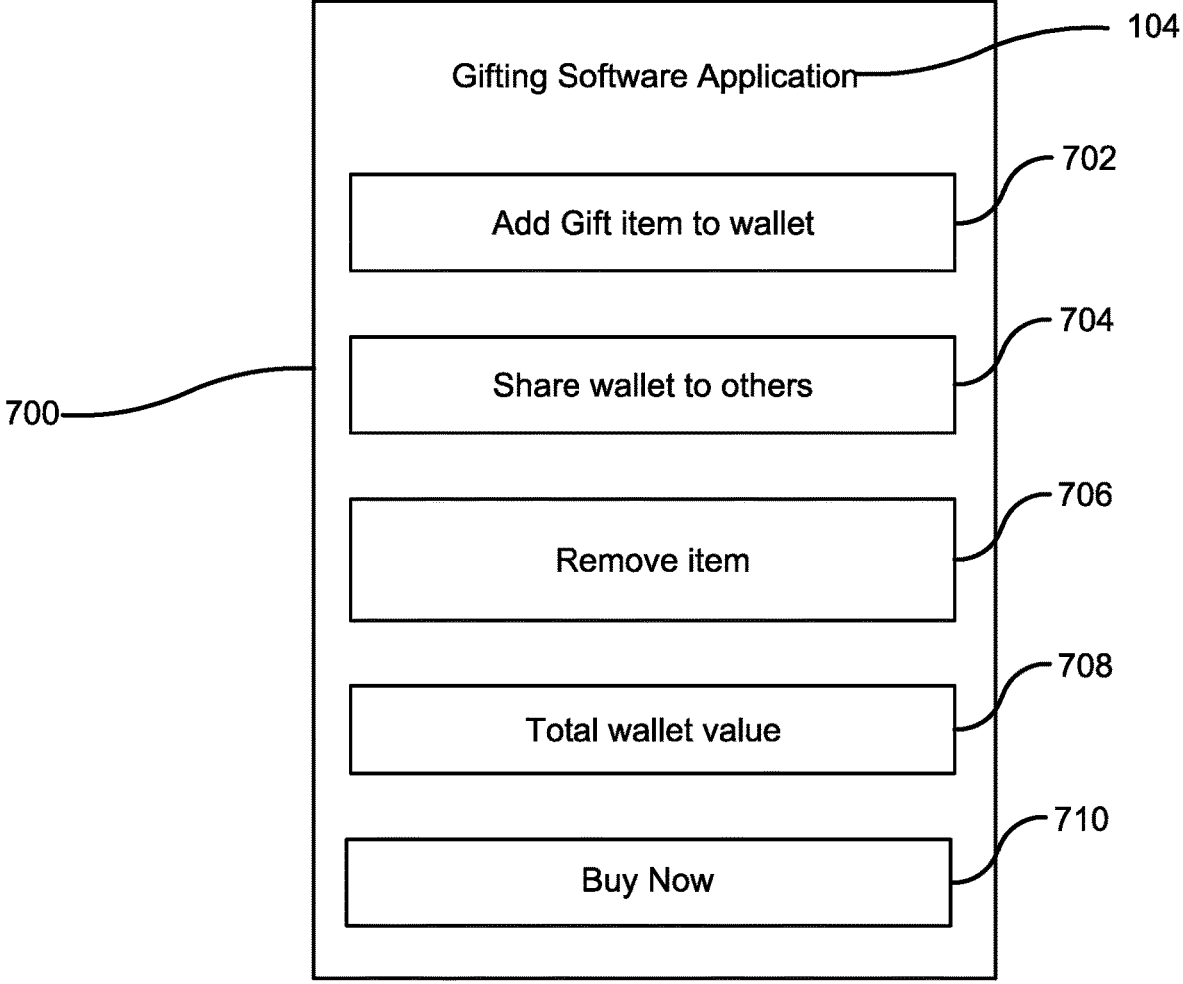 104
Gifting Software Application
702
Add Gift item to wallet
704
Share wallet to others
700
706
Remove item
708
Total wallet value
710
Buy Now